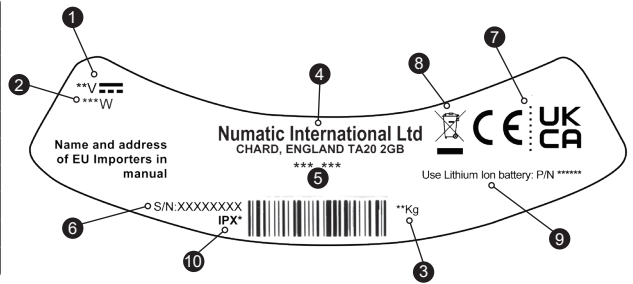 1
**V
2
***W
Name and address
of EU Importers in
manual
4
Numatic International Ltd
CHARD, ENGLAND TA20 2GB
***_***
5
8
7
CE
UK
CA
Use Lithium Ion battery: P/N ******
9
6
S/N:XXXXXXXX
IPX*
10
**Kg
3